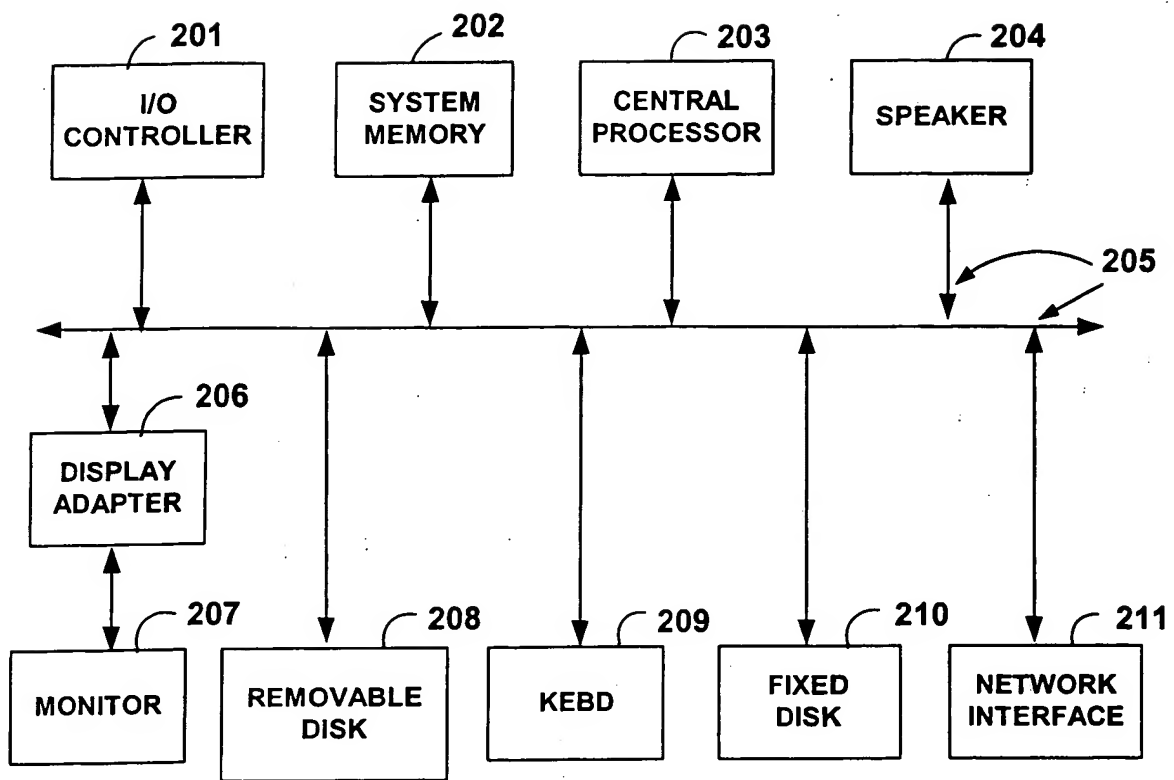 201
202
203
204
I/O
CONTROLLER
SYSTEM
MEMORY
CENTRAL
PROCESSOR
SPEAKER
205
206
DISPLAY
ADAPTER
207
208
209
210
211
MONITOR
REMOVABLE
DISK
KEBD
FIXED
DISK
NETWORK
INTERFACE